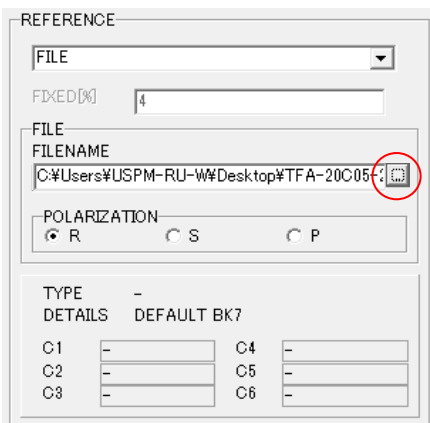 REFERENCE
FILE
FIXED[%] 4
FILE
FILENAME
C:¥Users¥USPM-RU-W¥Desktop¥TFA-20C05-2 ...
POLARIZATION
R S P
TYPE -
DETAILS DEFAULT BK7
C1 - C4 -
C2 - C5 -
C3 - C6 -